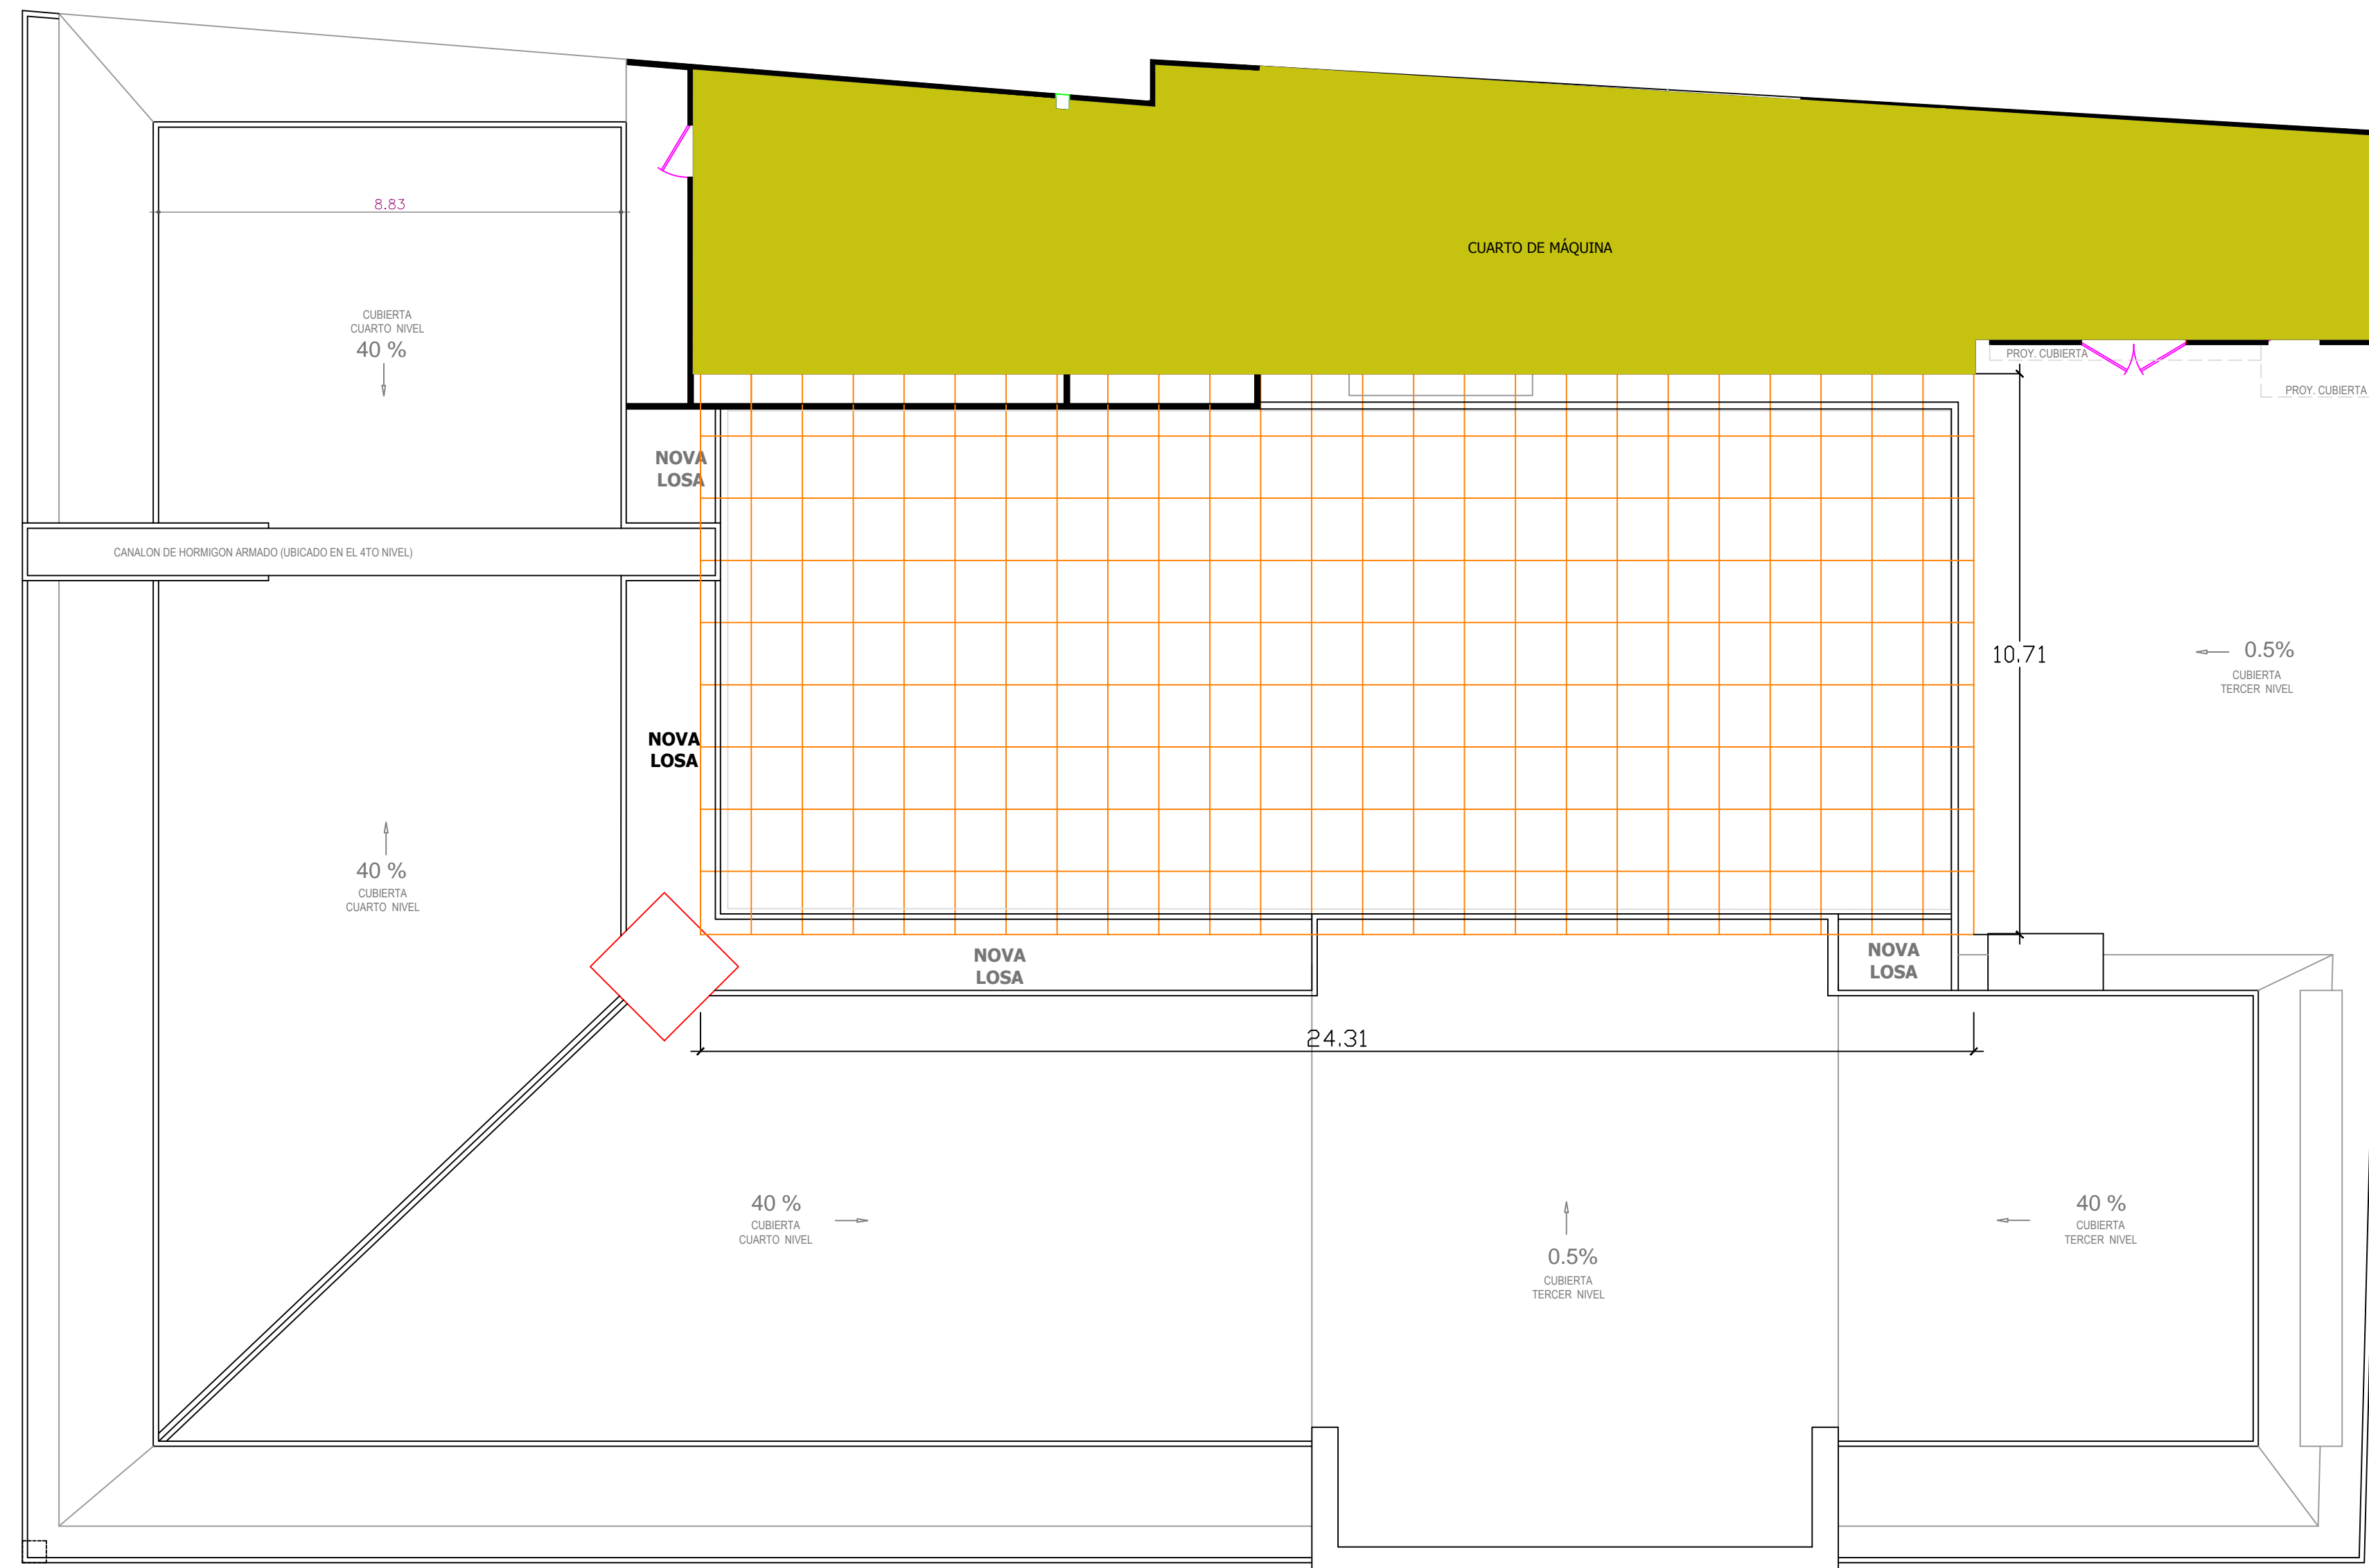 8.83
CUARTO DE MÁQUINA
CUBIERTA
CUARTO NIVEL
40 %
PROY. CUBIERTA
PROY. CUBIERTA
NOVA
LOSA
CANALON DE HORMIGON ARMADO (UBICADO EN EL 4TO NIVEL)
10.71
0.5%
CUBIERTA
TERCER NIVEL
NOVA
LOSA
40 %
CUBIERTA
CUARTO NIVEL
NOVA
LOSA
NOVA
LOSA
24.31
40 %
CUBIERTA
CUARTO NIVEL
0.5%
CUBIERTA
TERCER NIVEL
40 %
CUBIERTA
TERCER NIVEL